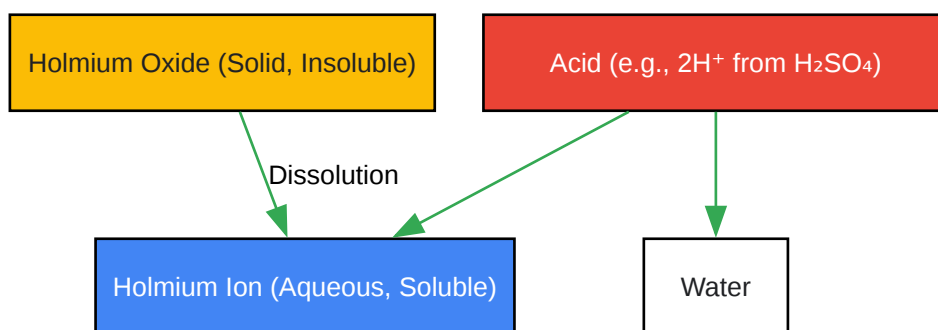 Holmium Oxide (Solid, Insoluble)
Acid (e.g., 2H⁺ from H₂SO₄)
Dissolution
Holmium Ion (Aqueous, Soluble)
Water